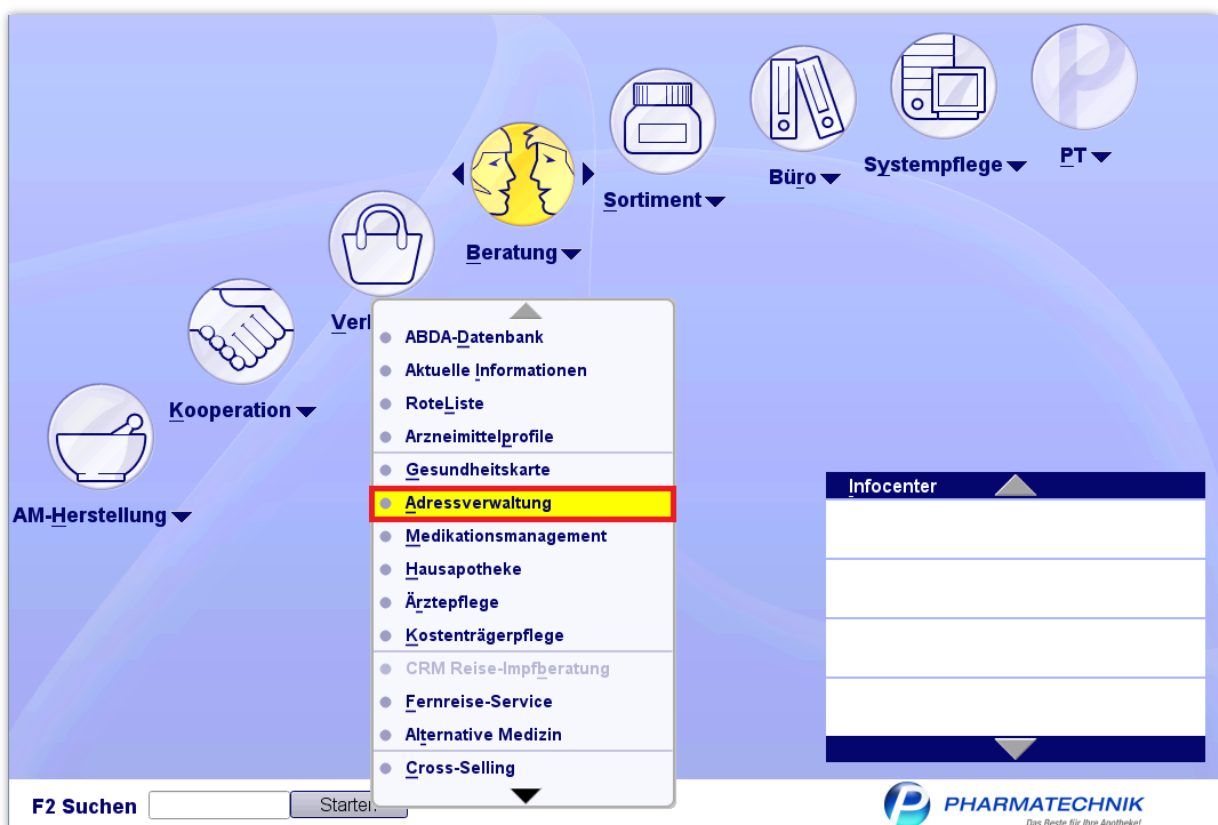 PT
Systempflege
Büro
Sortiment
Beratung
Ver
Kooperation
AM-Herstellung
ABDA-Datenbank
Aktuelle Informationen
RoteListe
Arzneimittelprofile
Gesundheitskarte
Adressverwaltung
Medikationsmanagement
Hausapotheke
Ärztepflege
Kostenträgerpflege
CRM Reise-Impfberatung
Fernreise-Service
Alternative Medizin
Cross-Selling
Infocenter
F2 Suchen
Starten
PHARMATECHNIK
Das Beste für Ihre Apotheke!